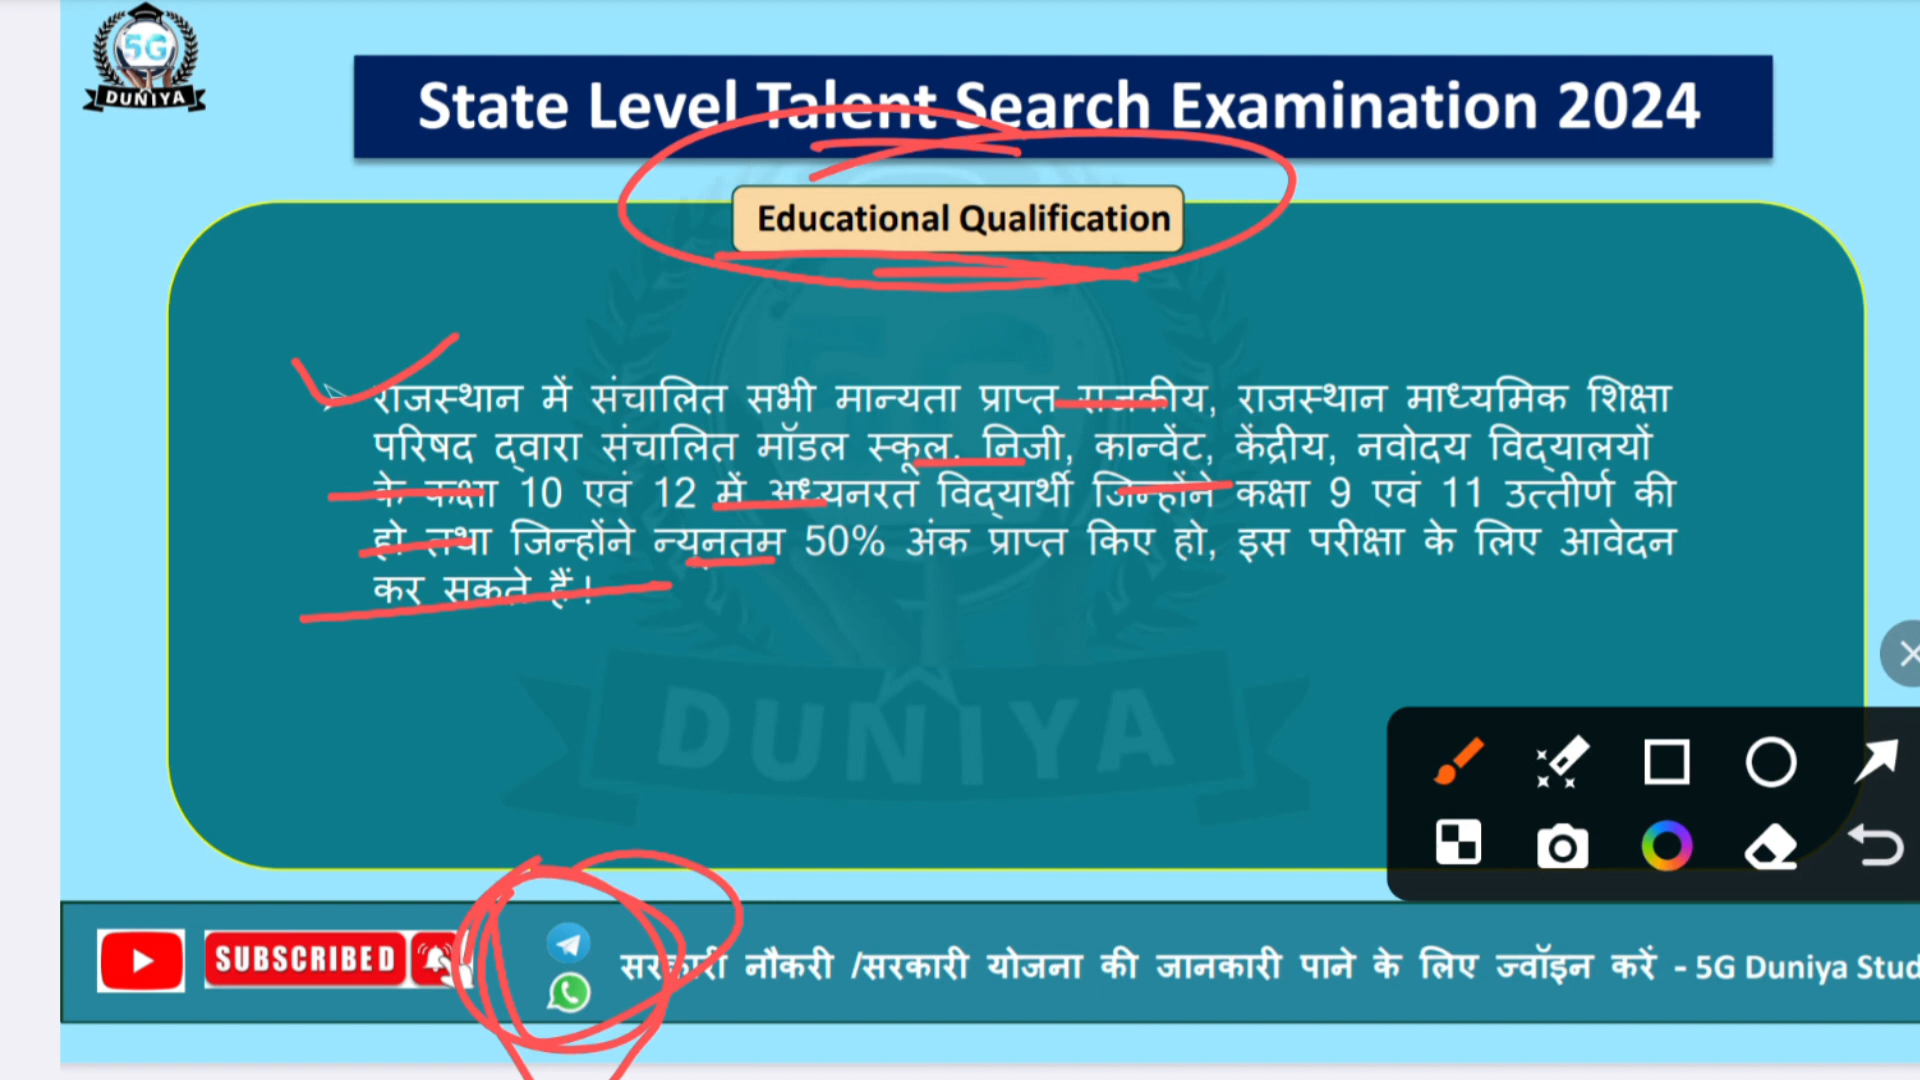 5G
DUNIYA
State Level Talent Search Examination 2024
Educational Qualification
राजस्थान में संचालित सभी मान्यता प्राप्त राजकीय, राजस्थान माध्यमिक शिक्षा
परिषद द्वारा संचालित मॉडल स्कूल, निजी, कान्वेंट, केंद्रीय, नवोदय विद्यालयों
के कक्षा 10 एवं 12 में अध्यनरत विद्यार्थी जिन्होंने कक्षा 9 एवं 11 उत्तीर्ण की
हो तथा जिन्होंने न्यूनतम 50% अंक प्राप्त किए हो, इस परीक्षा के लिए आवेदन
कर सकते हैं।
DUNIYA
SUBSCRIBED
सरकारी नौकरी /सरकारी योजना की जानकारी पाने के लिए ज्वॉइन करें - 5G Duniya Stud